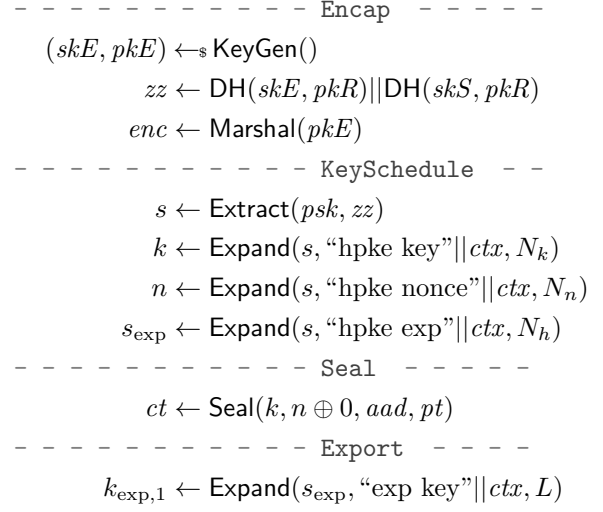 - - - - - - - - - - - - Encap - - - - -
(skE, pkE) ←$ KeyGen()
zz ← DH(skE, pkR)||DH(skS, pkR)
enc ← Marshal(pkE)
- - - - - - - - - - - - KeySchedule - -
s ← Extract(psk, zz)
k ← Expand(s, “hpke key”||ctx, N_k)
n ← Expand(s, “hpke nonce”||ctx, N_n)
s_exp ← Expand(s, “hpke exp”||ctx, N_h)
- - - - - - - - - - - - Seal - - - - -
ct ← Seal(k, n ⊕ 0, aad, pt)
- - - - - - - - - - - - Export - - - -
k_exp,1 ← Expand(s_exp, “exp key”||ctx, L)